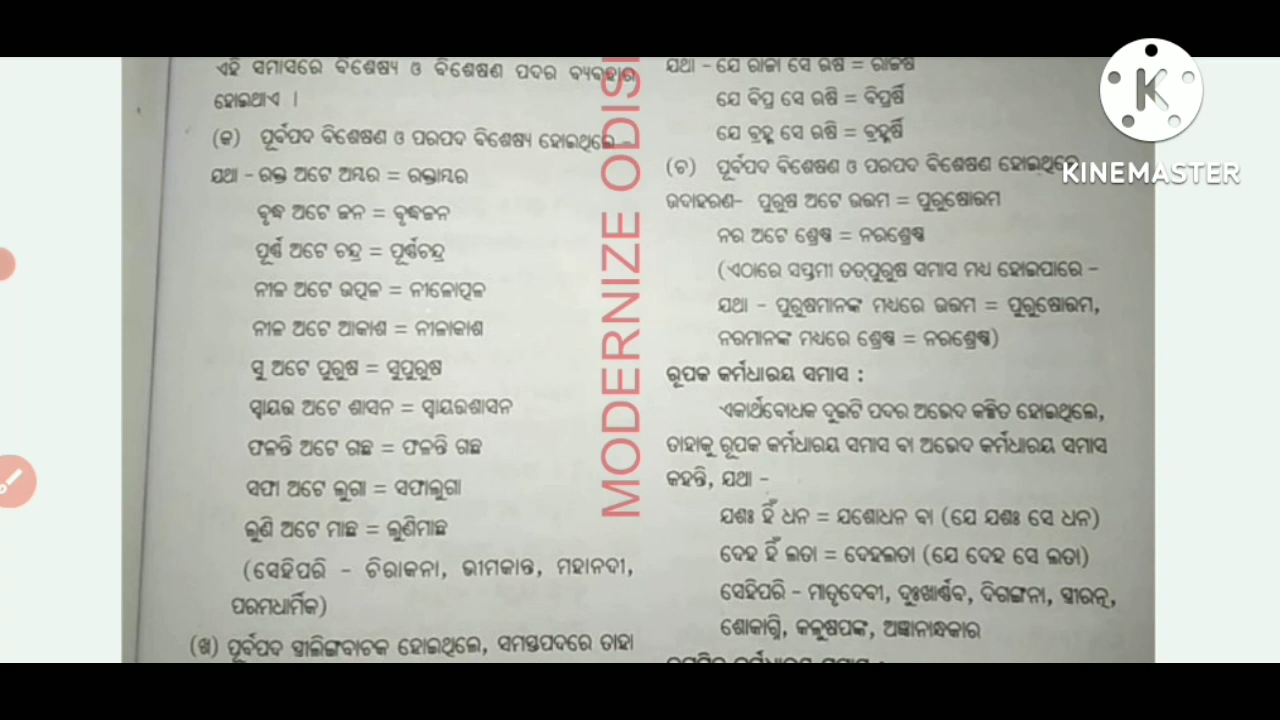 ଏହି ସମାସରେ ବିଶେଷ୍ୟ ଓ ବିଶେଷଣ ପଦର ବ୍ୟବହାର
ହୋଇଥାଏ ।
(କ) ପୂର୍ବପଦ ବିଶେଷଣ ଓ ପରପଦ ବିଶେଷ୍ୟ ହୋଇଥିଲେ –
ଯଥା – ରକ୍ତ ଅଟେ ଅମ୍ବର = ରକ୍ତାମ୍ବର
ବୃଦ୍ଧ ଅଟେ ଜନ = ବୃଦ୍ଧଜନ
ପୂର୍ଣ୍ଣ ଅଟେ ଚନ୍ଦ୍ର = ପୂର୍ଣ୍ଣଚନ୍ଦ୍ର
ନୀଳ ଅଟେ ଉତ୍ପଳ = ନୀଳୋତ୍ପଳ
ନୀଳ ଅଟେ ଆକାଶ = ନୀଳାକାଶ
ସୁ ଅଟେ ପୁରୁଷ = ସୁପୁରୁଷ
ସ୍ୱାୟତ୍ତ ଅଟେ ଶାସନ = ସ୍ୱାୟତ୍ତଶାସନ
ଫଳନ୍ତି ଅଟେ ଗଛ = ଫଳନ୍ତି ଗଛ
ସଫା ଅଟେ ଲୁଗା = ସଫାଲୁଗା
ଲୁଣି ଅଟେ ମାଛ = ଲୁଣିମାଛ
(ସେହିପରି – ଚିରାକନା, ଭୀମକାନ୍ତ, ମହାନଦୀ,
ପରମଧାର୍ମିକ)
(ଖ) ପୂର୍ବପଦ ସ୍ତ୍ରୀଲିଙ୍ଗବାଚକ ହୋଇଥିଲେ, ସମସ୍ତପଦରେ ତାହା
MODERNIZE ODIS
ଯଥା – ଯେ ରାଜା ସେ ଋଷି = ରାଜର୍ଷି
ଯେ ବିପ୍ର ସେ ଋଷି = ବିପ୍ରର୍ଷି
ଯେ ବ୍ରହ୍ମ ସେ ଋଷି = ବ୍ରହ୍ମର୍ଷି
(ଚ) ପୂର୍ବପଦ ବିଶେଷଣ ଓ ପରପଦ ବିଶେଷଣ ହୋଇଥିଲେ
ଉଦାହରଣ– ପୁରୁଷ ଅଟେ ଉତ୍ତମ = ପୁରୁଷୋତ୍ତମ
ନର ଅଟେ ଶ୍ରେଷ୍ଠ = ନରଶ୍ରେଷ୍ଠ
(ଏଠାରେ ସପ୍ତମୀ ତତ୍‌ପୁରୁଷ ସମାସ ମଧ୍ୟ ହୋଇପାରେ –
ଯଥା – ପୁରୁଷମାନଙ୍କ ମଧ୍ୟରେ ଉତ୍ତମ = ପୁରୁଷୋତ୍ତମ,
ନରମାନଙ୍କ ମଧ୍ୟରେ ଶ୍ରେଷ୍ଠ = ନରଶ୍ରେଷ୍ଠ)
ରୂପକ କର୍ମଧାରୟ ସମାସ :
ଏକାର୍ଥବୋଧକ ଦୁଇଟି ପଦର ଅଭେଦ କଳ୍ପିତ ହୋଇଥିଲେ,
ତାହାକୁ ରୂପକ କର୍ମଧାରୟ ସମାସ ବା ଅଭେଦ କର୍ମଧାରୟ ସମାସ
କହନ୍ତି, ଯଥା –
ଯଶଃ ହିଁ ଧନ = ଯଶୋଧନ ବା (ଯେ ଯଶଃ ସେ ଧନ)
ଦେହ ହିଁ ଲତା = ଦେହଲତା (ଯେ ଦେହ ସେ ଲତା)
ସେହିପରି – ମାତୃଦେବୀ, ଦୁଃଖାର୍ଣ୍ଣବ, ଦିଗଙ୍ଗନା, ସ୍ତ୍ରୀରତ୍ନ,
ଶୋକାଗ୍ନି, କଳୁଷପଙ୍କ, ଅଜ୍ଞାନାନ୍ଧକାର
K
KINEMASTER